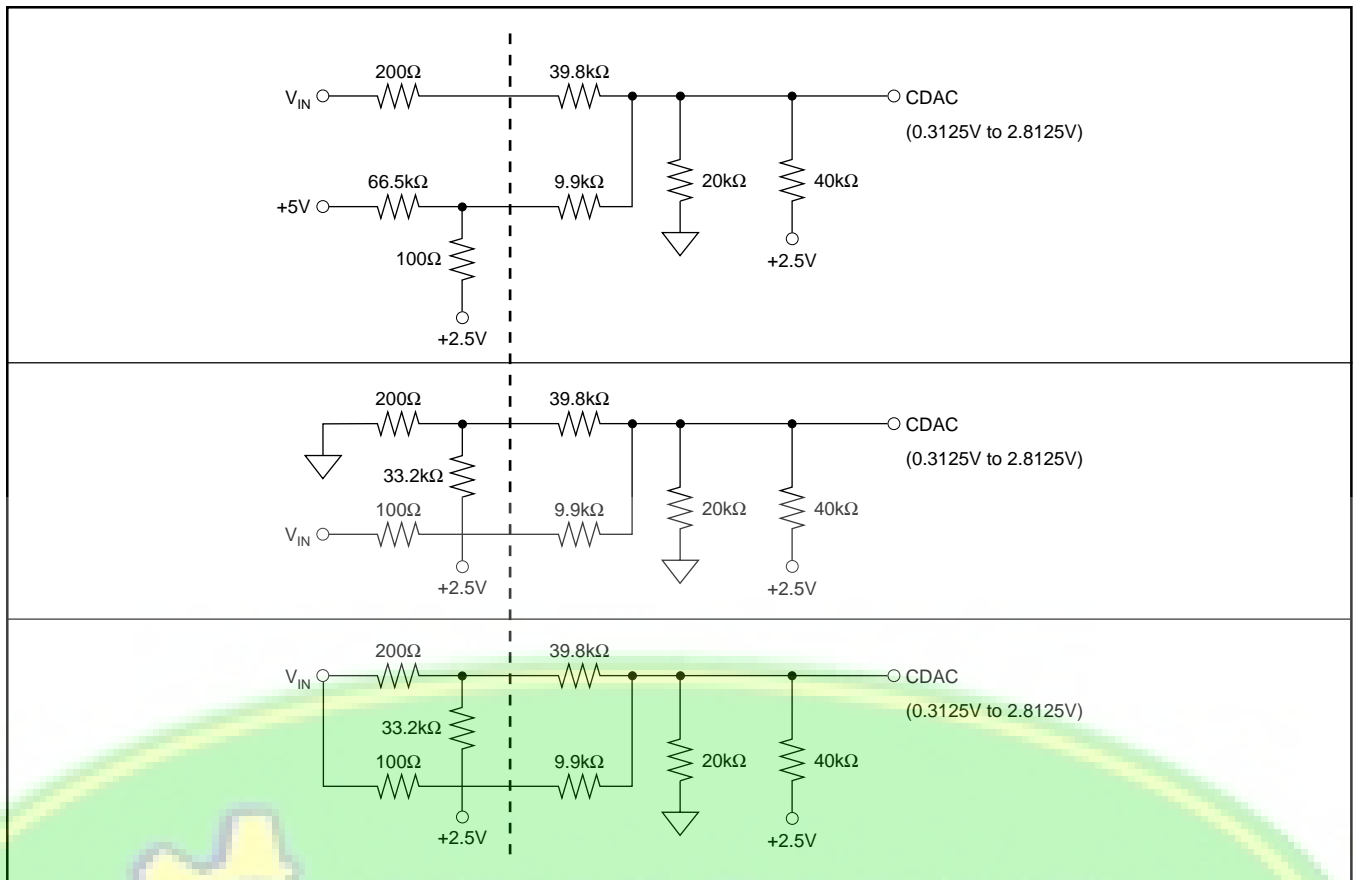 200Ω 39.8kΩ
VIN CDAC
(0.3125V to 2.8125V)
66.5kΩ 9.9kΩ 20kΩ 40kΩ
+5V
100Ω
+2.5V
+2.5V
200Ω 39.8kΩ
CDAC
(0.3125V to 2.8125V)
33.2kΩ
100Ω 9.9kΩ 20kΩ 40kΩ
VIN
+2.5V +2.5V
200Ω 39.8kΩ
VIN CDAC
(0.3125V to 2.8125V)
33.2kΩ
100Ω 9.9kΩ 20kΩ 40kΩ
+2.5V +2.5V